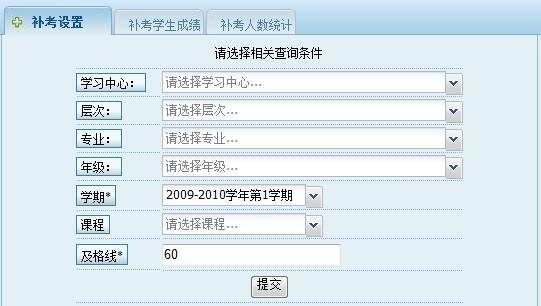 补考设置 补考学生成绩 补考人数统计
请选择相关查询条件
学习中心： 请选择学习中心...
层次： 请选择层次...
专业： 请选择专业...
年级： 请选择年级...
学期* 2009-2010学年第1学期
课程 请选择课程...
及格线* 60
提交